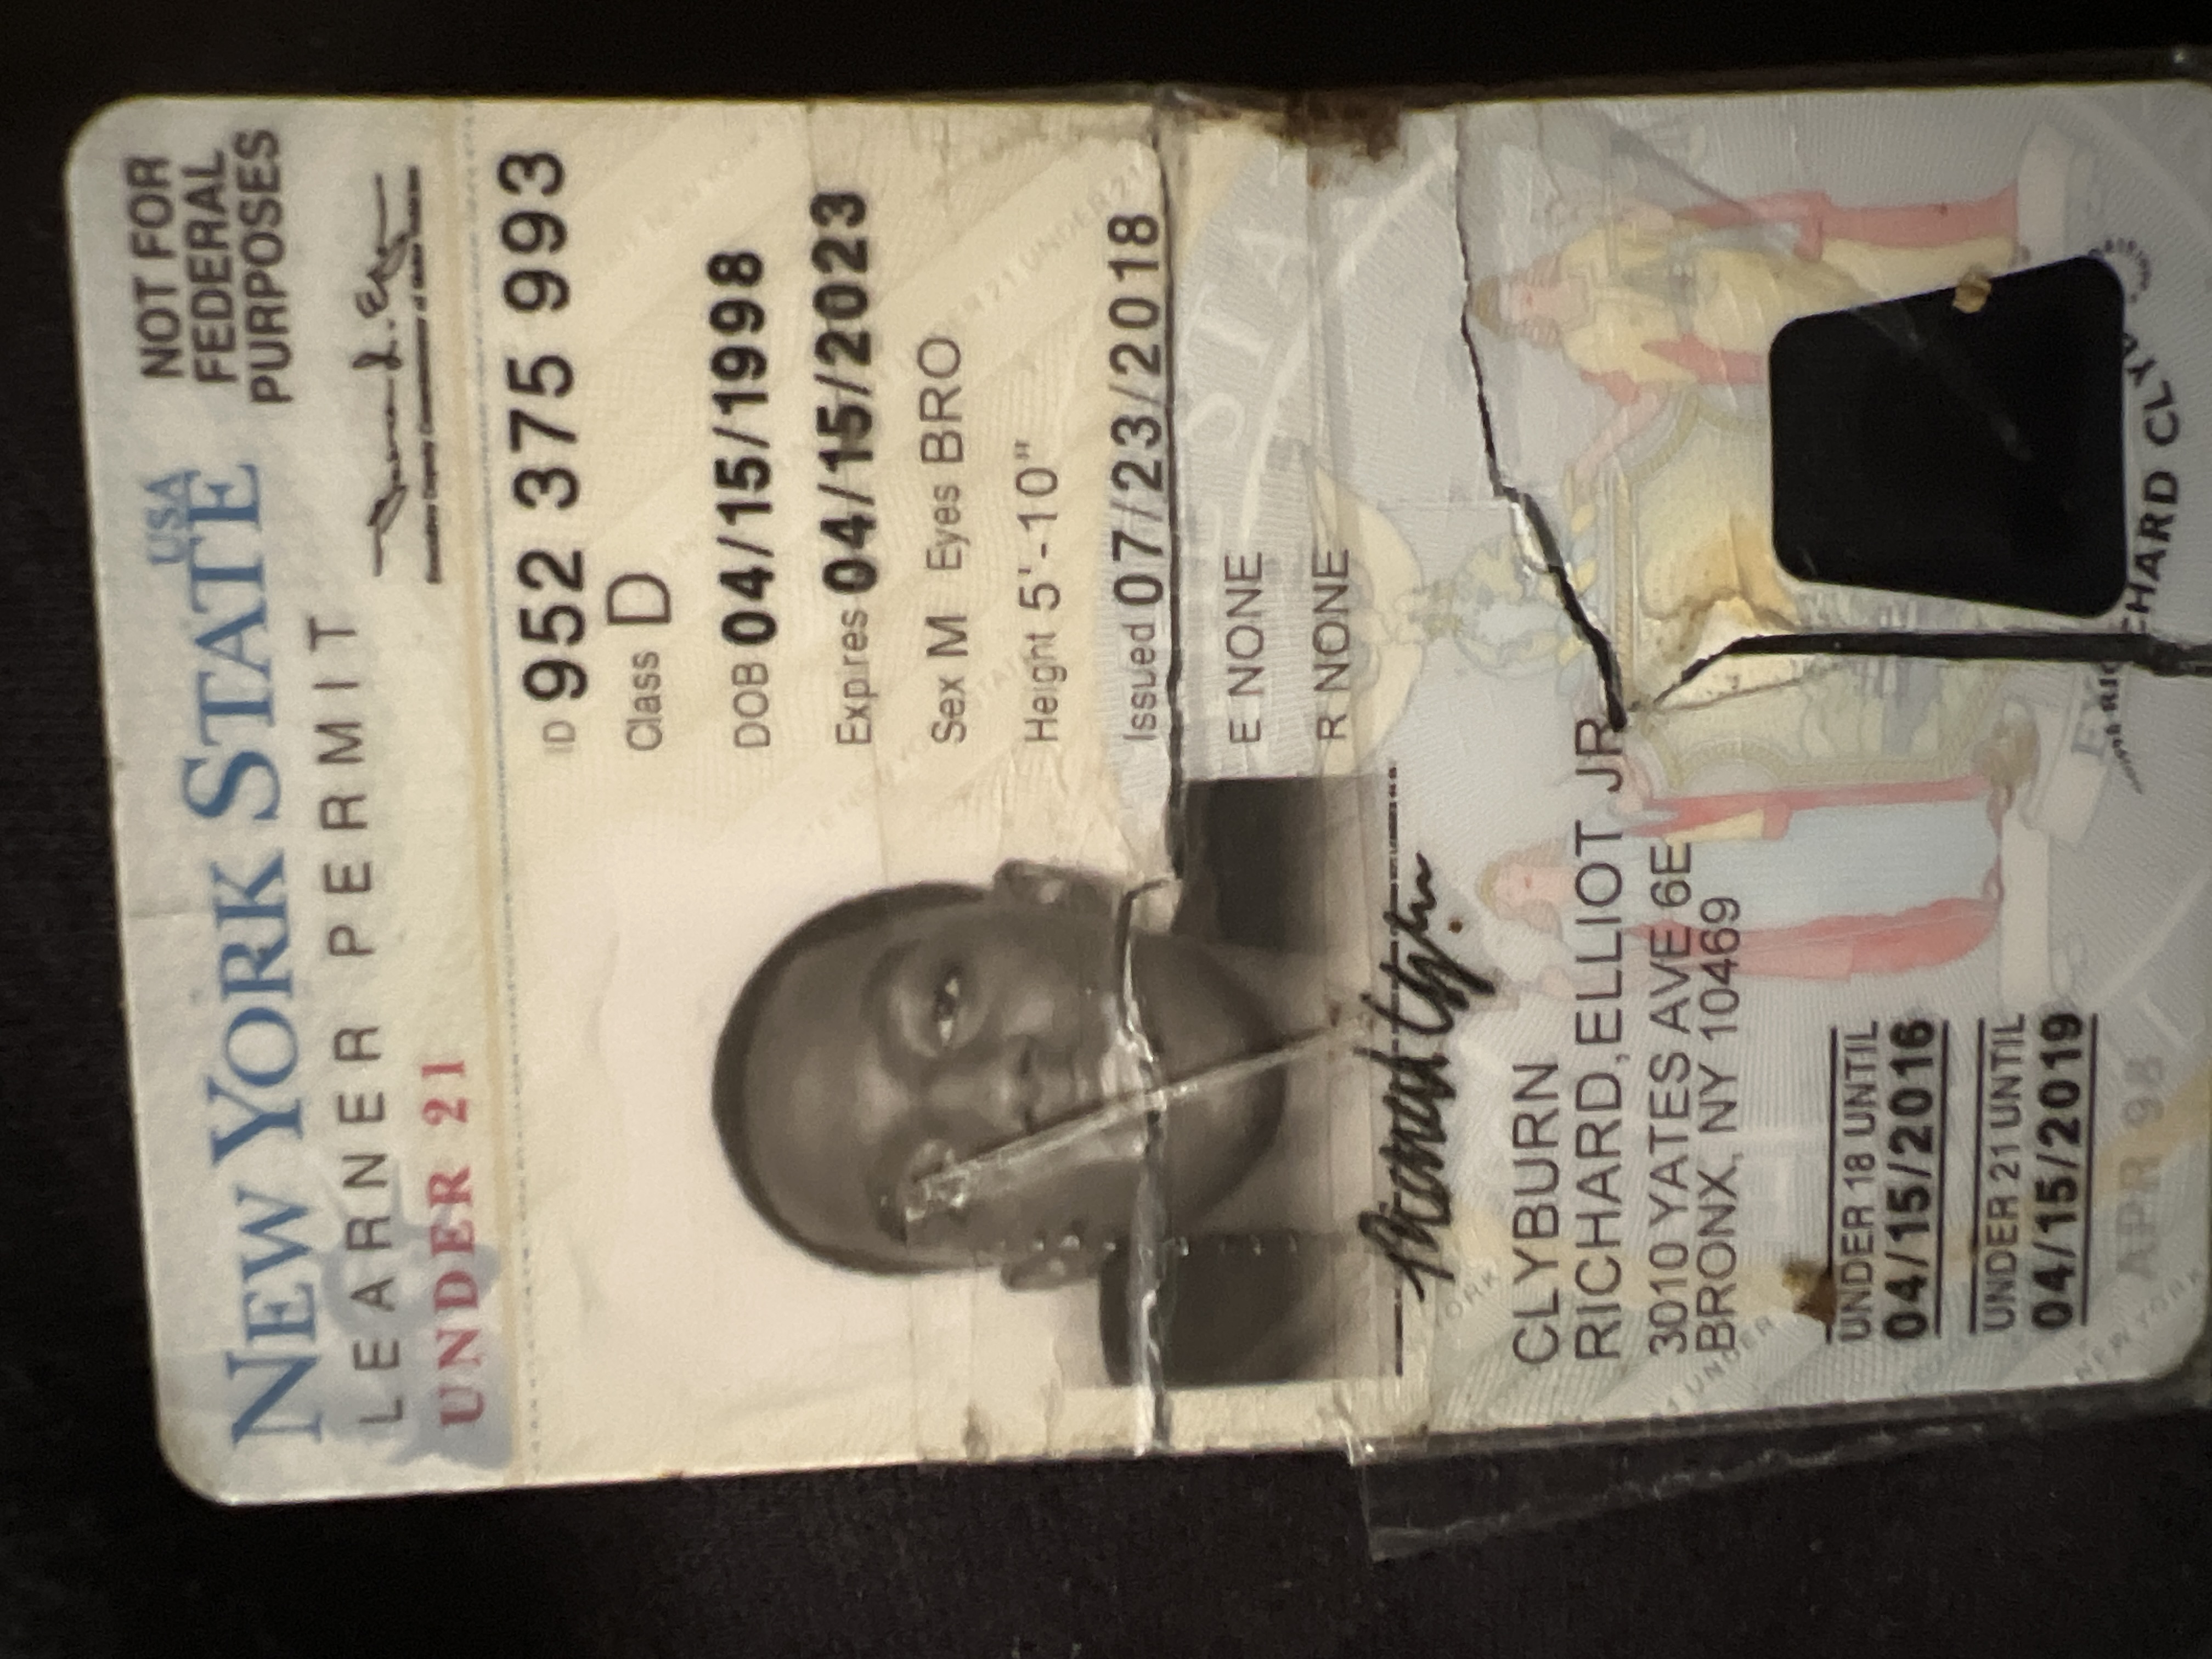 NEW YORK STATE
USA
LEARNER PERMIT
UNDER 21
NOT FOR
FEDERAL
PURPOSES
ID 952 375 993
Class D
DOB 04/15/1998
Expires 04/15/2023
Sex M Eyes BRO
Height 5'-10"
Issued 07/23/2018
E NONE
R NONE
CLYBURN
RICHARD,ELLIOT JR
3010 YATES AVE 6E
BRONX, NY 10469
UNDER 18 UNTIL
04/15/2016
UNDER 21 UNTIL
04/15/2019
APR 98